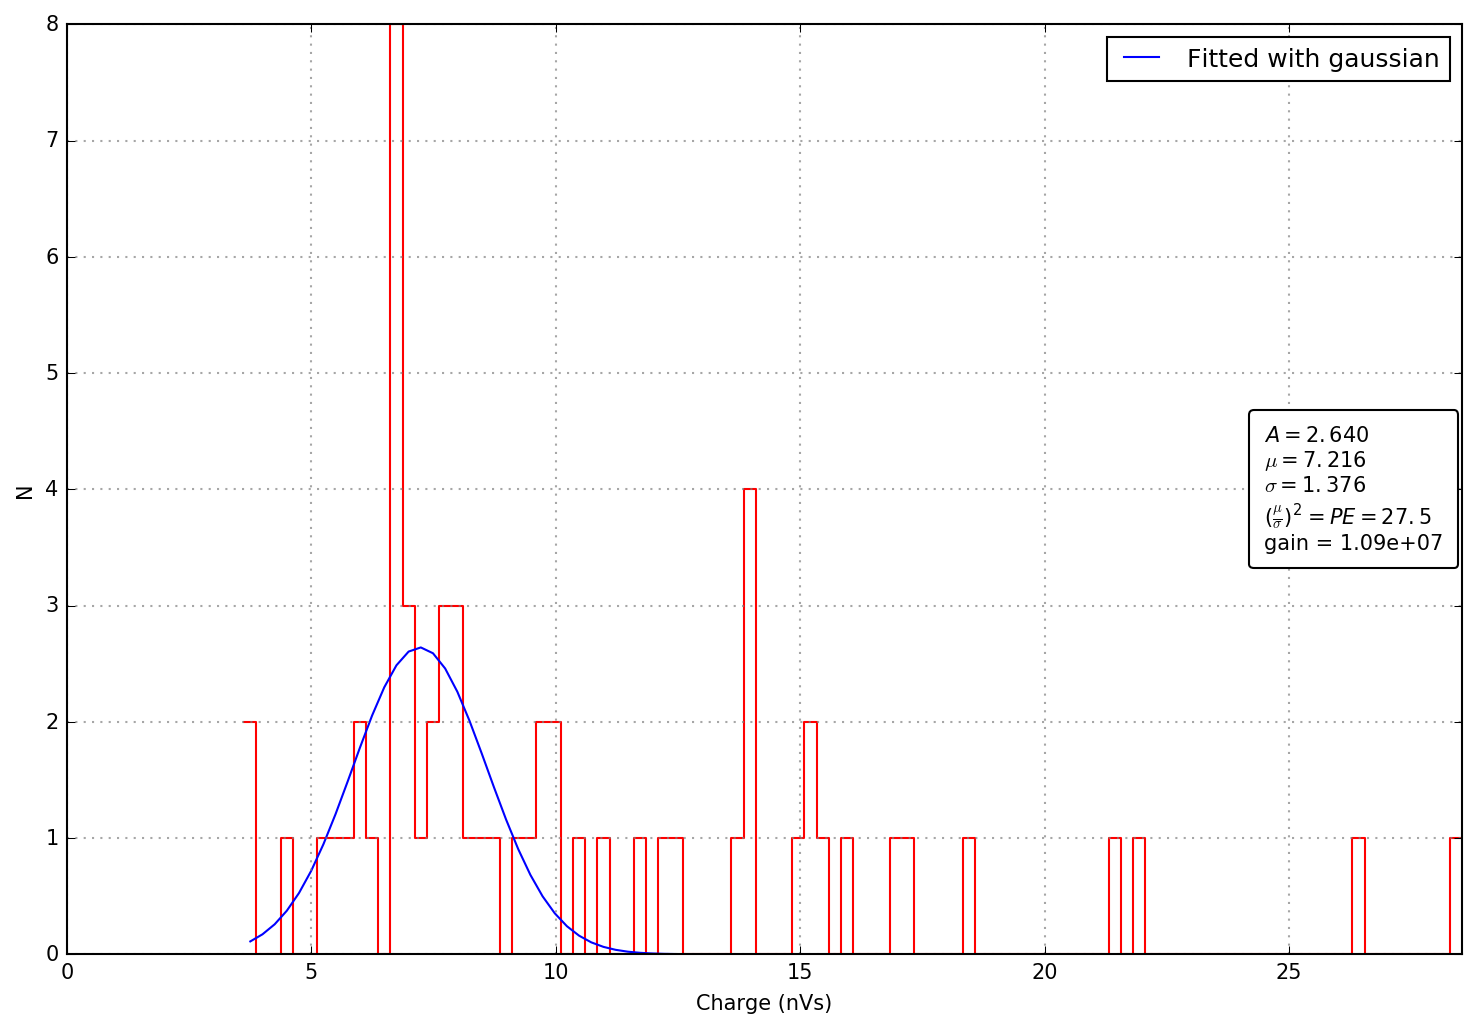 8
7
6
5
4
3
2
1
0
N
0 5 10 15 20 25
Charge (nVs)
Fitted with gaussian
A = 2.640
μ = 7.216
σ = 1.376
(μ/σ)² = PE = 27.5
gain = 1.09e+07